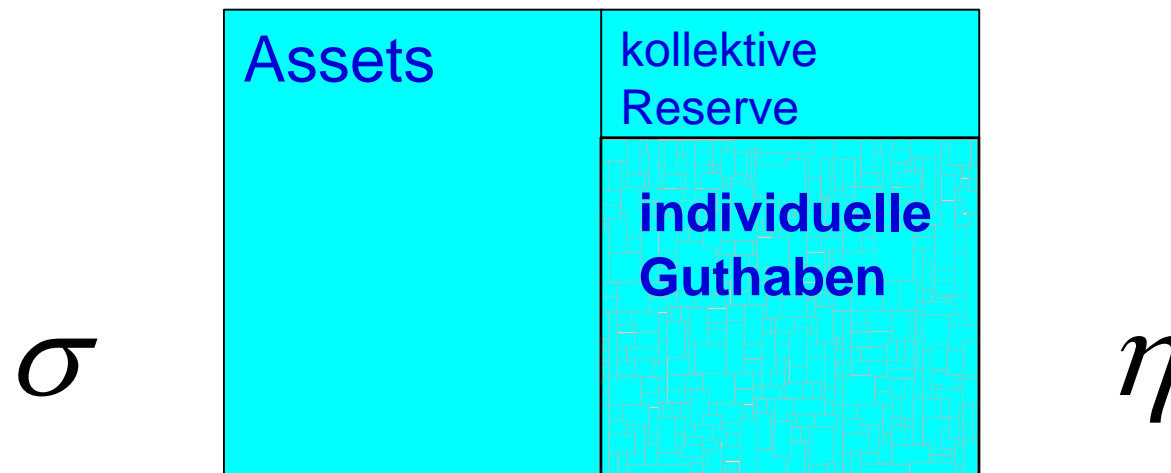 Assets
kollektive
Reserve
individuelle
Guthaben
σ
η